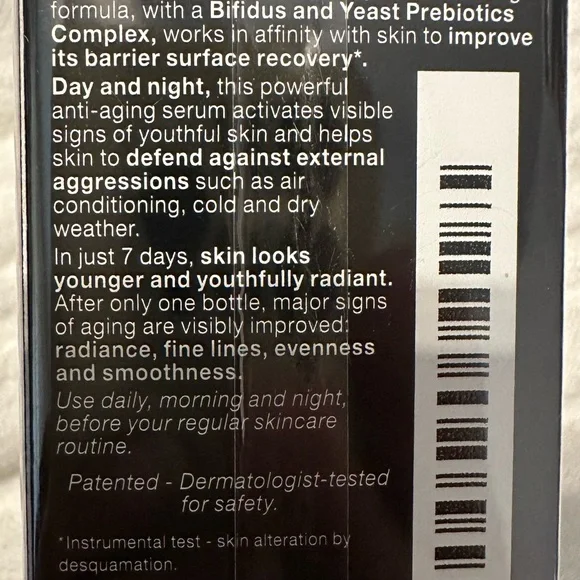 formula, with a Bifidus and Yeast Prebiotics
Complex, works in affinity with skin to improve
its barrier surface recovery*.
Day and night, this powerful
anti-aging serum activates visible
signs of youthful skin and helps
skin to defend against external
aggressions such as air
conditioning, cold and dry
weather.
In just 7 days, skin looks
younger and youthfully radiant.
After only one bottle, major signs
of aging are visibly improved:
radiance, fine lines, evenness
and smoothness.
Use daily, morning and night,
before your regular skincare
routine.
Patented - Dermatologist-tested
for safety.
*Instrumental test - skin alteration by
desquamation.